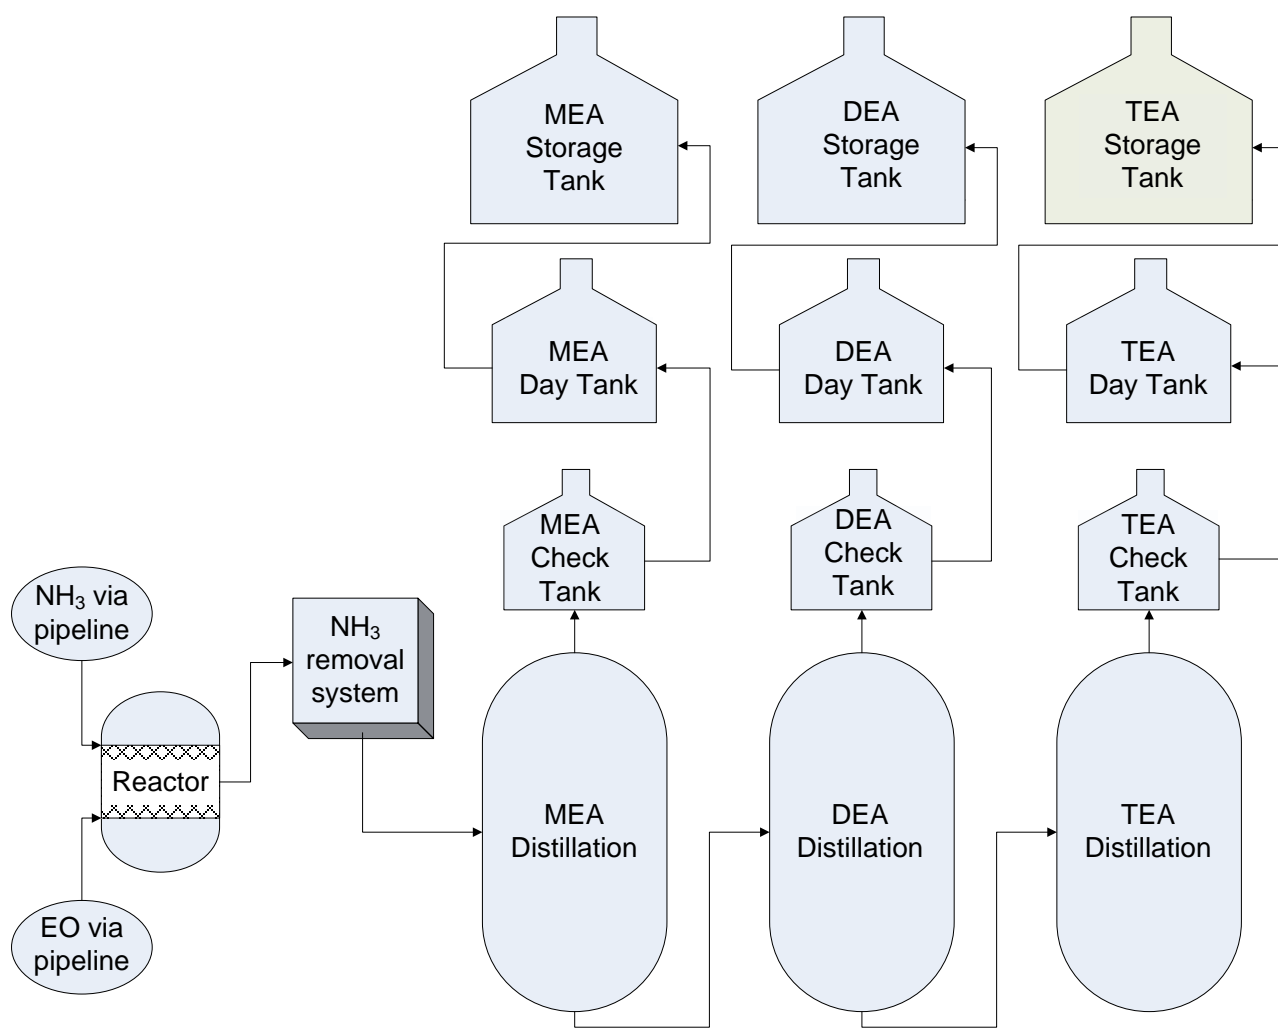 MEA
Storage
Tank
DEA
Storage
Tank
TEA
Storage
Tank
MEA
Day Tank
DEA
Day Tank
TEA
Day Tank
MEA
Check
Tank
DEA
Check
Tank
TEA
Check
Tank
NH₃ via
pipeline
NH₃
removal
system
Reactor
MEA
Distillation
DEA
Distillation
TEA
Distillation
EO via
pipeline